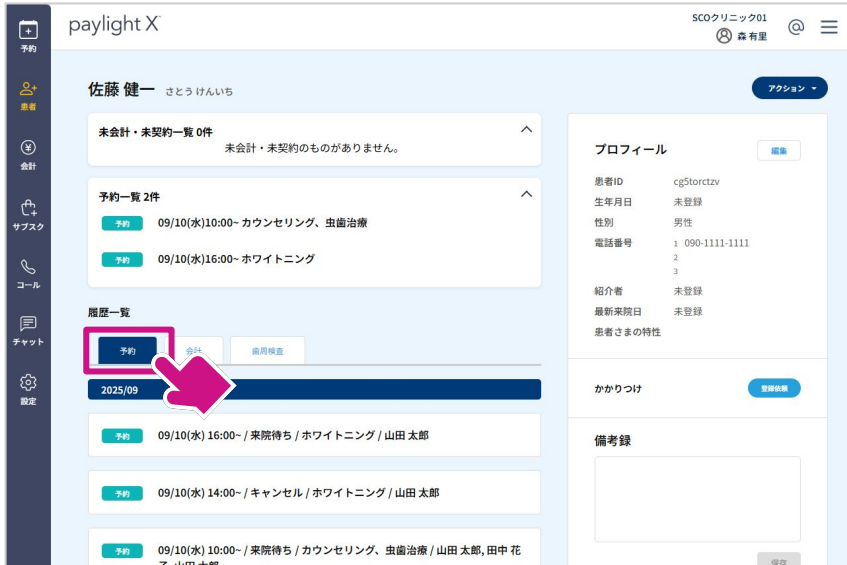 paylight X
SCOクリニック01
森 有里
予約
患者
会計
サブスク
コール
チャット
設定
佐藤 健一 さとう けんいち
アクション
未会計・未契約一覧 0件
未会計・未契約のものがありません。
予約一覧 2件
予約 09/10(水)10:00~ カウンセリング、虫歯治療
予約 09/10(水)16:00~ ホワイトニング
履歴一覧
予約 会計 歯周検査
2025/09
予約 09/10(水) 16:00~ / 来院待ち / ホワイトニング / 山田 太郎
予約 09/10(水) 14:00~ / キャンセル / ホワイトニング / 山田 太郎
予約 09/10(水) 10:00~ / 来院待ち / カウンセリング、虫歯治療 / 山田 太郎, 田中 花
子, 山田 太郎
プロフィール 編集
患者ID cg5torctzv
生年月日 未登録
性別 男性
電話番号 1 090-1111-1111
2
3
紹介者 未登録
最新来院日 未登録
患者さまの特性
かかりつけ 登録依頼
備考録
保存